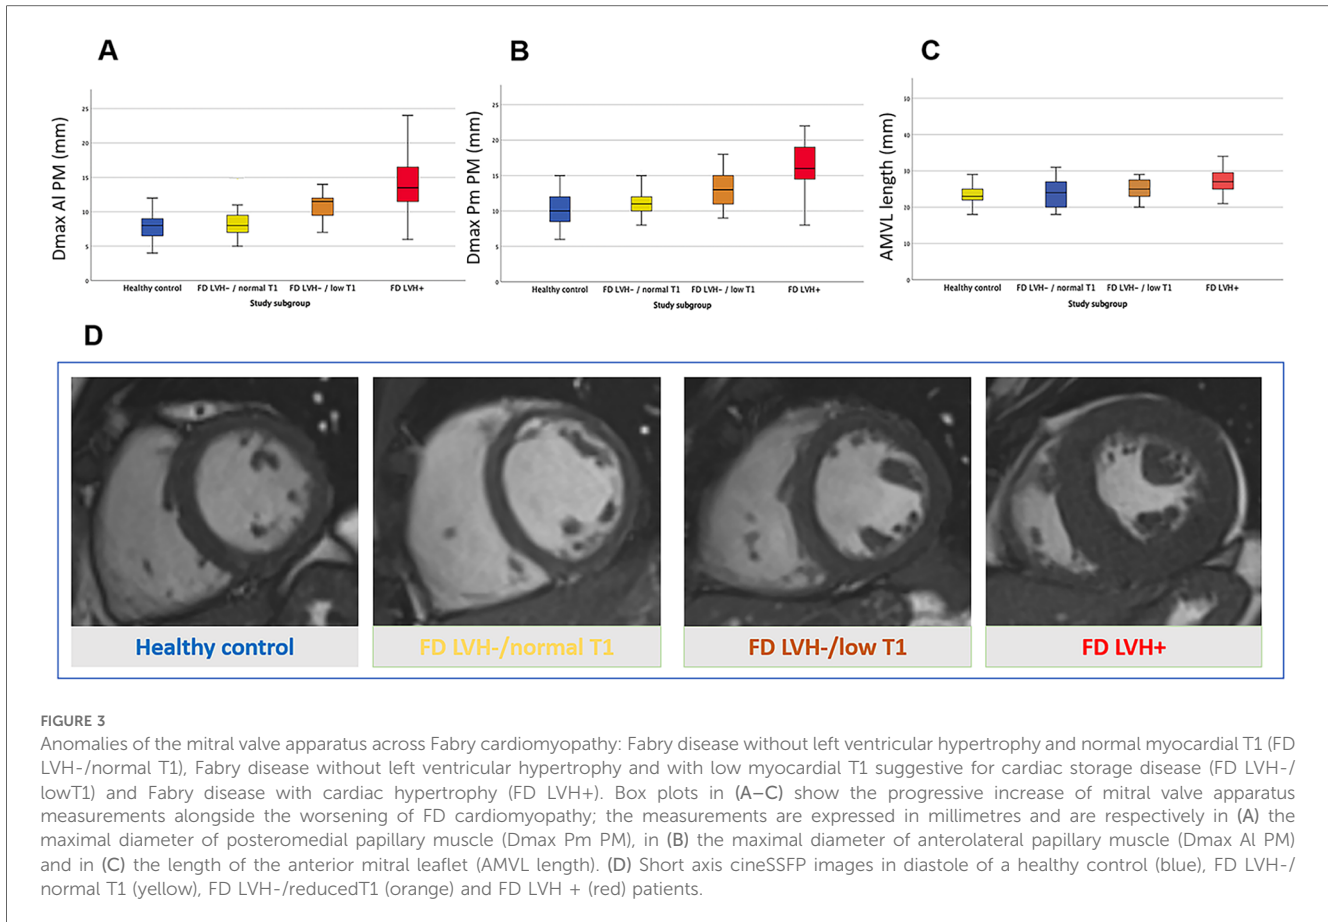 A
B
C
Dmax Al PM (mm)
25
20
15
10
5
0
Healthy control
FD LVH- / normal T1
FD LVH- / low T1
FD LVH+
Study subgroup
Dmax Pm PM (mm)
25
20
15
10
5
0
Healthy control
FD LVH- / normal T1
FD LVH- / low T1
FD LVH+
Study subgroup
AMVL length (mm)
50
40
30
20
10
0
Healthy control
FD LVH- / normal T1
FD LVH- / low T1
FD LVH+
Study subgroup
D
Healthy control
FD LVH-/normal T1
FD LVH-/low T1
FD LVH+
FIGURE 3
Anomalies of the mitral valve apparatus across Fabry cardiomyopathy: Fabry disease without left ventricular hypertrophy and normal myocardial T1 (FD
LVH-/normal T1), Fabry disease without left ventricular hypertrophy and with low myocardial T1 suggestive for cardiac storage disease (FD LVH-/
lowT1) and Fabry disease with cardiac hypertrophy (FD LVH+). Box plots in (A–C) show the progressive increase of mitral valve apparatus
measurements alongside the worsening of FD cardiomyopathy; the measurements are expressed in millimetres and are respectively in (A) the
maximal diameter of posteromedial papillary muscle (Dmax Pm PM), in (B) the maximal diameter of anterolateral papillary muscle (Dmax Al PM)
and in (C) the length of the anterior mitral leaflet (AMVL length). (D) Short axis cineSSFP images in diastole of a healthy control (blue), FD LVH-/
normal T1 (yellow), FD LVH-/reducedT1 (orange) and FD LVH + (red) patients.